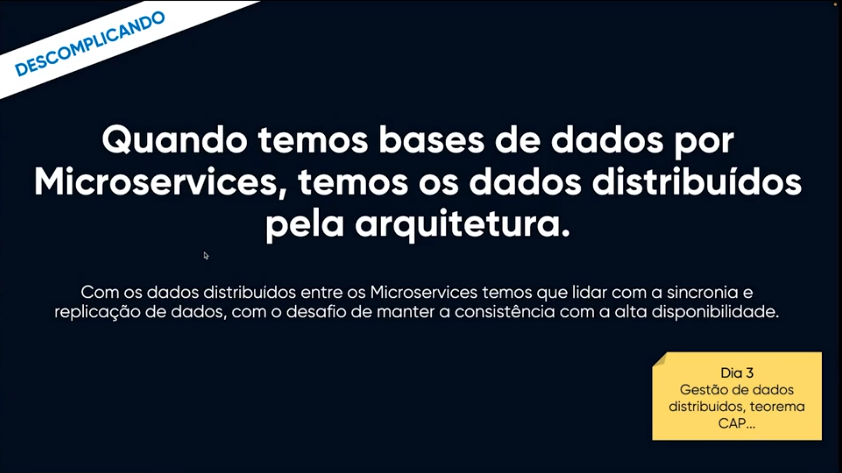 DESCOMPLICANDO
Quando temos bases de dados por
Microservices, temos os dados distribuídos
pela arquitetura.
Com os dados distribuídos entre os Microservices temos que lidar com a sincronia e
replicação de dados, com o desafio de manter a consistência com a alta disponibilidade.
Dia 3
Gestão de dados
distribuidos, teorema
CAP...